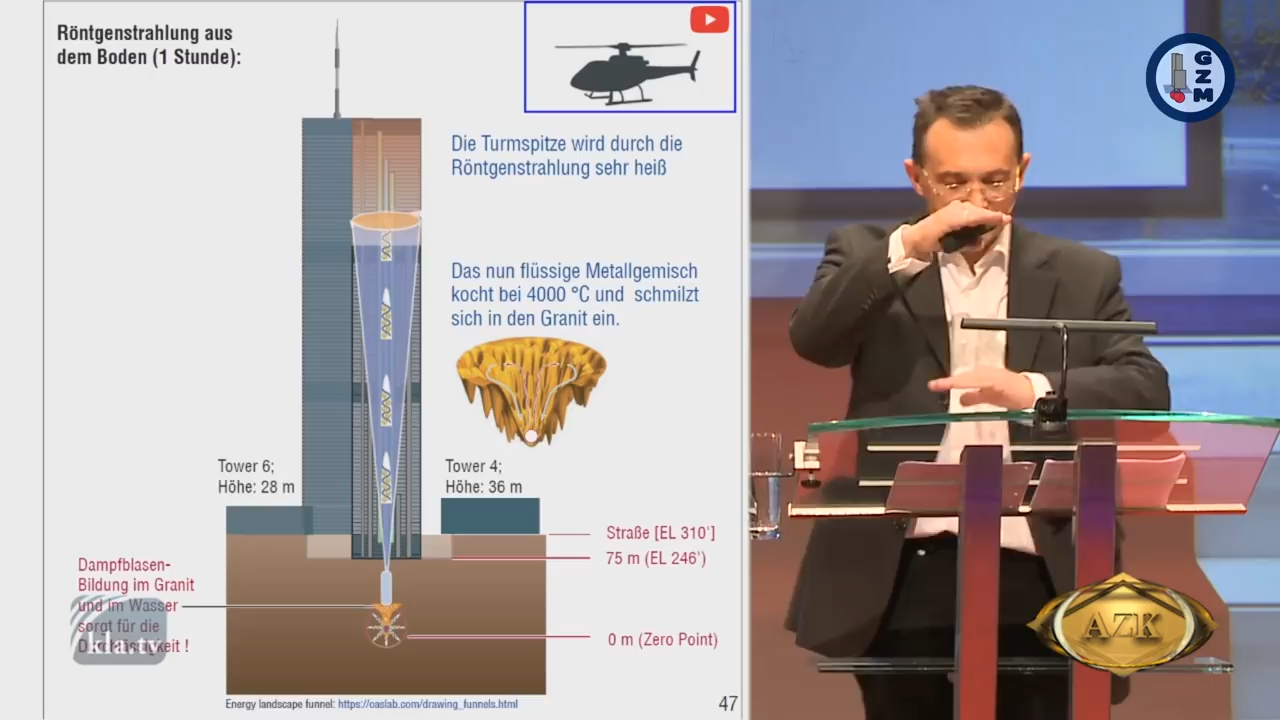 Röntgenstrahlung aus
dem Boden (1 Stunde):
Die Turmspitze wird durch die
Röntgenstrahlung sehr heiß
Das nun flüssige Metallgemisch
kocht bei 4000 °C und schmilzt
sich in den Granit ein.
Tower 6;
Höhe: 28 m
Tower 4;
Höhe: 36 m
Straße [EL 310']
75 m (EL 246')
0 m (Zero Point)
Dampfblasen-
Bildung im Granit
und im Wasser
sorgt für die
kla.tv
Energy landscape funnel: https://oaslab.com/drawing_funnels.html
47
GZM
AZK